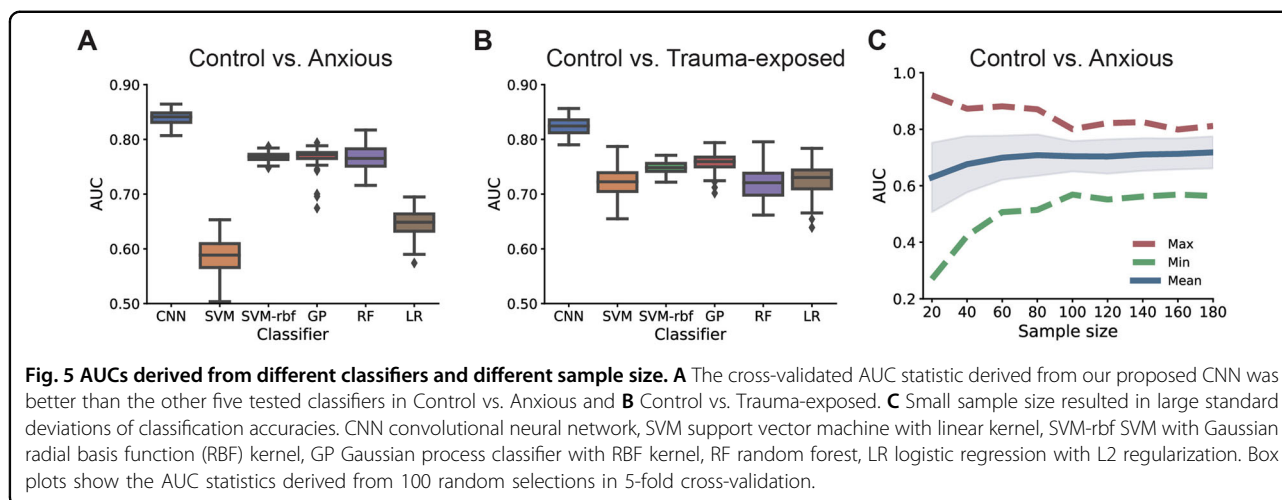 A
Control vs. Anxious
0.90
0.80
0.70
0.60
0.50
AUC
CNN SVM SVM-rbf GP RF LR
Classifier
B
Control vs. Trauma-exposed
0.90
0.80
0.70
0.60
0.50
AUC
CNN SVM SVM-rbf GP RF LR
Classifier
C
Control vs. Anxious
1.0
0.8
0.6
0.4
0.2
AUC
Max
Min
Mean
20 40 60 80 100 120 140 160 180
Sample size
Fig. 5 AUCs derived from different classifiers and different sample size. A The cross-validated AUC statistic derived from our proposed CNN was
better than the other five tested classifiers in Control vs. Anxious and B Control vs. Trauma-exposed. C Small sample size resulted in large standard
deviations of classification accuracies. CNN convolutional neural network, SVM support vector machine with linear kernel, SVM-rbf SVM with Gaussian
radial basis function (RBF) kernel, GP Gaussian process classifier with RBF kernel, RF random forest, LR logistic regression with L2 regularization. Box
plots show the AUC statistics derived from 100 random selections in 5-fold cross-validation.